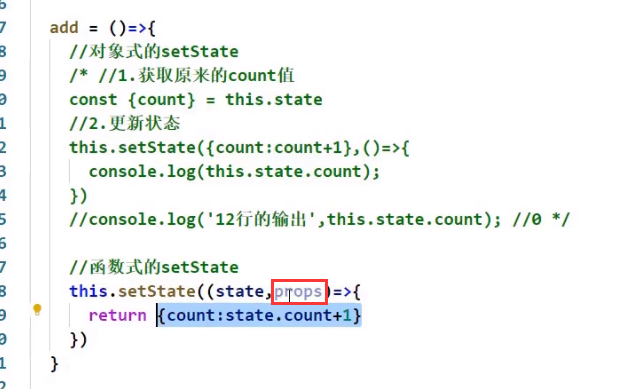 6
7 add = ()=>{
8 //对象式的setState
9 /* //1.获取原来的count值
0 const {count} = this.state
1 //2.更新状态
2 this.setState({count:count+1},()=>{
3 console.log(this.state.count);
4 })
5 //console.log('12行的输出',this.state.count); //0 */
6
7 //函数式的setState
8 this.setState((state,props)=>{
9 return {count:state.count+1}
0 })
1 }
2